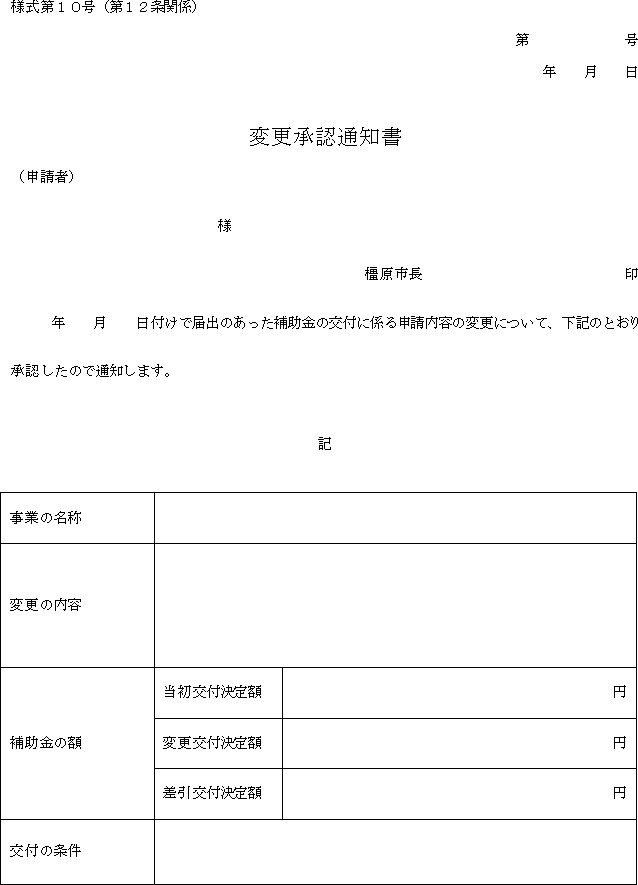 様式第１０号（第１２条関係）
第　　　　　　　号
年　　月　　日
変更承認通知書
（申請者）
様
橿原市長　　　　　　　　　　　　　　印
年　　月　　日付けで届出のあった補助金の交付に係る申請内容の変更について、下記のとおり
承認したので通知します。
記
事業の名称
変更の内容
補助金の額
当初交付決定額　　円
変更交付決定額　　円
差引交付決定額　　円
交付の条件